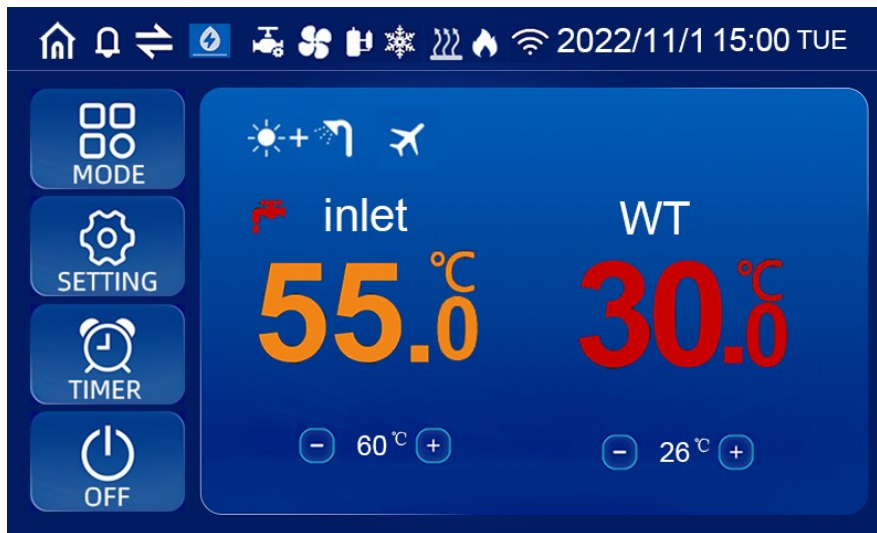 2022/11/1 15:00 TUE
MODE
SETTING
TIMER
OFF
inlet
55.0℃
60℃
WT
30.0℃
26℃